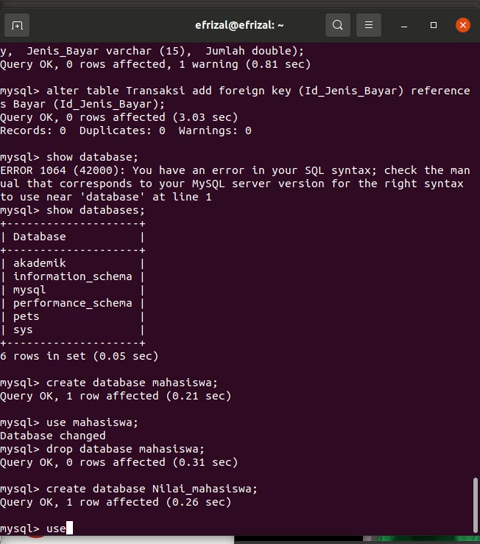 efrizal@efrizal: ~
y,  Jenis_Bayar varchar (15),  Jumlah double);
Query OK, 0 rows affected, 1 warning (0.81 sec)
mysql> alter table Transaksi add foreign key (Id_Jenis_Bayar) reference
s Bayar (Id_Jenis_Bayar);
Query OK, 0 rows affected (3.03 sec)
Records: 0  Duplicates: 0  Warnings: 0
mysql> show database;
ERROR 1064 (42000): You have an error in your SQL syntax; check the man
ual that corresponds to your MySQL server version for the right syntax
to use near 'database' at line 1
mysql> show databases;
+--------------------+
| Database           |
+--------------------+
| akademik           |
| information_schema |
| mysql              |
| performance_schema |
| pets               |
| sys                |
+--------------------+
6 rows in set (0.05 sec)
mysql> create database mahasiswa;
Query OK, 1 row affected (0.21 sec)
mysql> use mahasiswa;
Database changed
mysql> drop database mahasiswa;
Query OK, 0 rows affected (0.31 sec)
mysql> create database Nilai_mahasiswa;
Query OK, 1 row affected (0.26 sec)
mysql> use